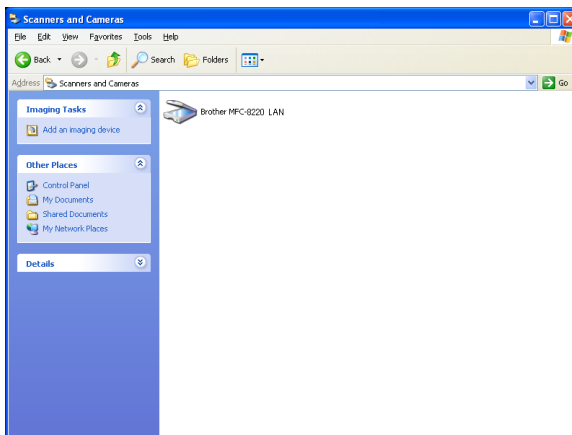 Scanners and Cameras
File Edit View Favorites Tools Help
Back Search Folders
Address Scanners and Cameras Go
Imaging Tasks
Add an imaging device
Other Places
Control Panel
My Documents
Shared Documents
My Network Places
Details
Brother MFC-8220 LAN